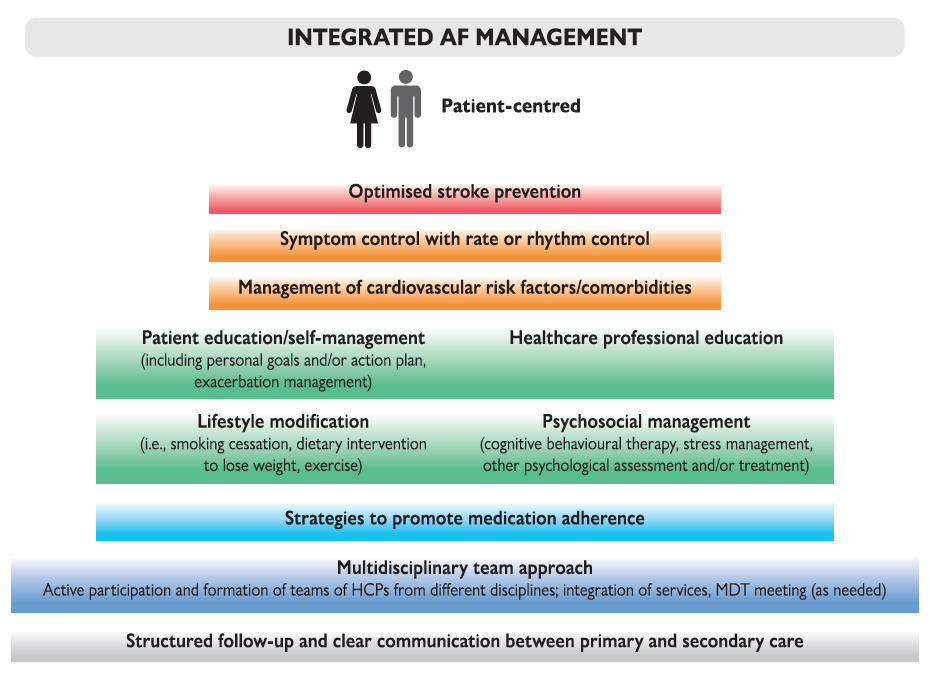 INTEGRATED AF MANAGEMENT
Patient-centred
Optimised stroke prevention
Symptom control with rate or rhythm control
Management of cardiovascular risk factors/comorbidities
Patient education/self-management
(including personal goals and/or action plan,
exacerbation management)
Healthcare professional education
Lifestyle modification
(i.e., smoking cessation, dietary intervention
to lose weight, exercise)
Psychosocial management
(cognitive behavioural therapy, stress management,
other psychological assessment and/or treatment)
Strategies to promote medication adherence
Multidisciplinary team approach
Active participation and formation of teams of HCPs from different disciplines; integration of services, MDT meeting (as needed)
Structured follow-up and clear communication between primary and secondary care